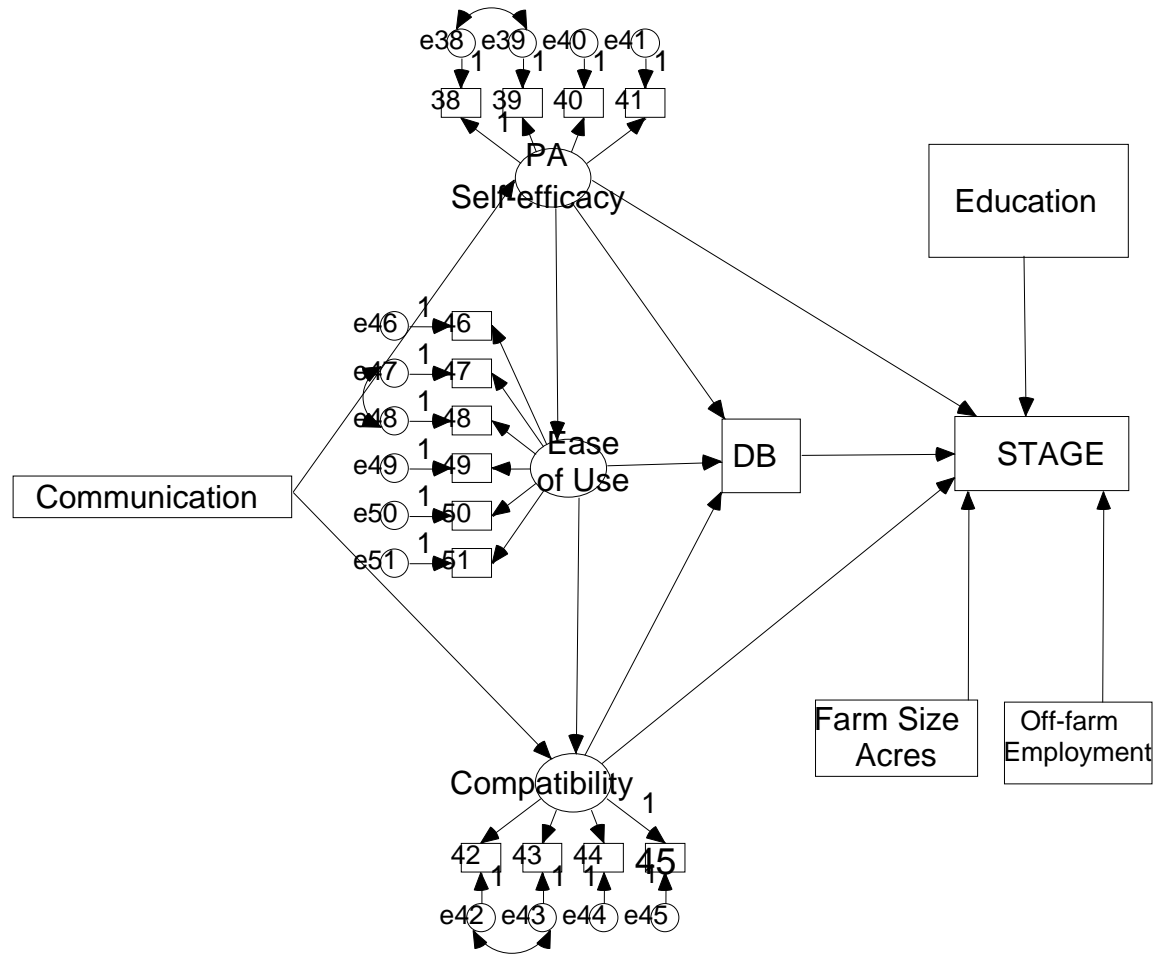 e38 e39 e40 e41
1 1 1 1
38 39 40 41
1
PA
Self-efficacy
Education
1
e46 46
1
e47 47
1
e48 48
1
e49 49
1
e50 50
1
e51 51
Ease
of Use
DB
STAGE
Communication
Farm Size
Acres
Off-farm
Employment
Compatibility
1
42 43 44 45
1 1 1 1
e42 e43 e44 e45